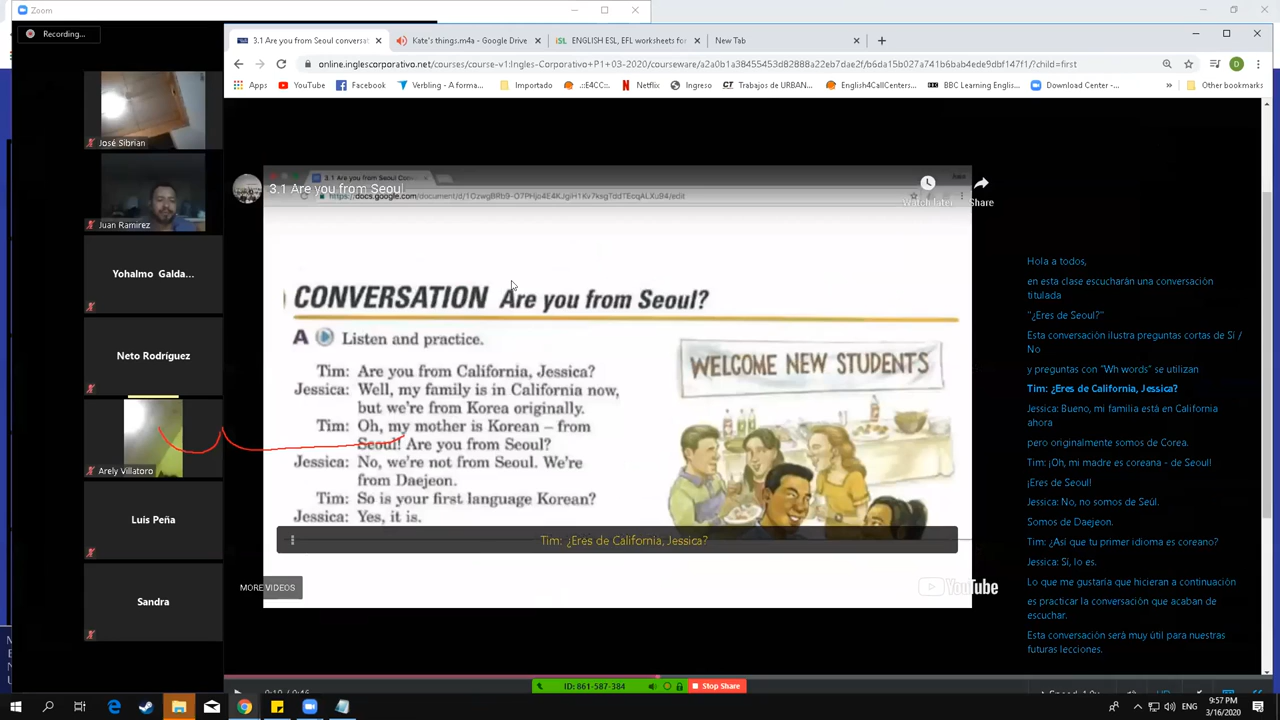 Zoom
Recording...
3.1 Are you from Seoul conversat
Kate's things.m4a - Google Drive
ENGLISH ESL, EFL worksheets for
New Tab
online.inglescorporativo.net/courses/course-v1:Ingles-Corporativo+P1+03-2020/courseware/a2a0b1a38455453d82888a22eb7dae2f/b6da15b027a741b6bab4ede9dbf147f1/?child=first
D
Apps
YouTube
Facebook
Verbling - A forma...
Importado
.::E4CC::.
Netflix
Ingreso
CT Trabajos de URBAN...
English4CallCenters...
BBC Learning Englis...
Download Center -...
»
Other bookmarks
José Sibrian
Juan Ramirez
Yohalmo Galda...
Neto Rodríguez
Arely Villatoro
Luis Peña
Sandra
3.1 Are you from Seoul
Watch later
Share
CONVERSATION Are you from Seoul?
A Listen and practice.
Tim: Are you from California, Jessica?
Jessica: Well, my family is in California now,
but we're from Korea originally.
Tim: Oh, my mother is Korean – from
Seoul! Are you from Seoul?
Jessica: No, we're not from Seoul. We're
from Daejeon.
Tim: So is your first language Korean?
Jessica: Yes, it is.
WELCOME NEW STUDENTS
Tim: ¿Eres de California, Jessica?
MORE VIDEOS
YouTube
Hola a todos,
en esta clase escucharán una conversación
titulada
"¿Eres de Seoul?"
Esta conversación ilustra preguntas cortas de Sí /
No
y preguntas con "Wh words" se utilizan
Tim: ¿Eres de California, Jessica?
Jessica: Bueno, mi familia está en California
ahora
pero originalmente somos de Corea.
Tim: ¡Oh, mi madre es coreana - de Seoul!
¡Eres de Seoul!
Jessica: No, no somos de Seúl.
Somos de Daejeon.
Tim: ¿Así que tu primer idioma es coreano?
Jessica: Sí, lo es.
Lo que me gustaría que hicieran a continuación
es practicar la conversación que acaban de
escuchar.
Esta conversación será muy útil para nuestras
futuras lecciones.
ID: 861-587-384
Stop Share
ENG
9:57 PM
3/16/2020